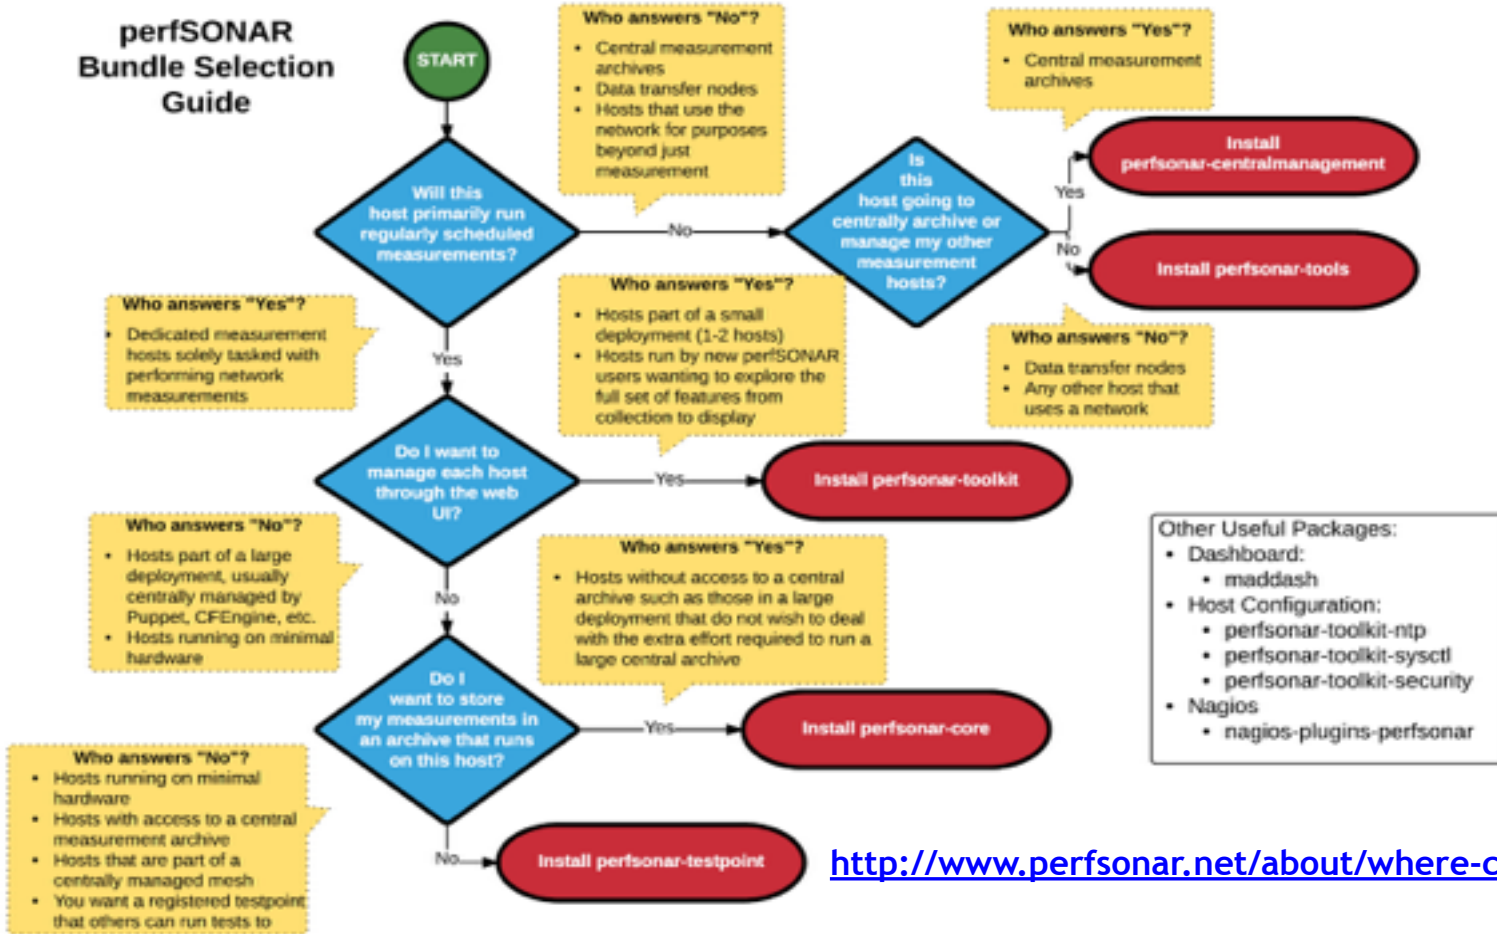 perfSONAR
Bundle Selection
Guide
START
Who answers "No"?
• Central measurement
archives
• Data transfer nodes
• Hosts that use the
network for purposes
beyond just
measurement
Who answers "Yes"?
• Central measurement
archives
Will this
host primarily run
regularly scheduled
measurements?
No
Is
this
host going to
centrally archive or
manage my other
measurement
hosts?
Yes
Install
perfsonar-centralmanagement
No
Install perfsonar-tools
Who answers "Yes"?
• Dedicated measurement
hosts solely tasked with
performing network
measurements
Yes
Who answers "Yes"?
• Hosts part of a small
deployment (1-2 hosts)
• Hosts run by new perfSONAR
users wanting to explore the
full set of features from
collection to display
Who answers "No"?
• Data transfer nodes
• Any other host that
uses a network
Do I want to
manage each host
through the web
UI?
Yes
Install perfsonar-toolkit
Who answers "No"?
• Hosts part of a large
deployment, usually
centrally managed by
Puppet, CFEngine, etc.
• Hosts running on minimal
hardware
No
Who answers "Yes"?
• Hosts without access to a central
archive such as those in a large
deployment that do not wish to deal
with the extra effort required to run a
large central archive
Do I
want to store
my measurements in
an archive that runs
on this host?
Yes
Install perfsonar-core
Who answers "No"?
• Hosts running on minimal
hardware
• Hosts with access to a central
measurement archive
• Hosts that are part of a
centrally managed mesh
• You want a registered testpoint
that others can run tests to
No
Install perfsonar-testpoint
Other Useful Packages:
• Dashboard:
• maddash
• Host Configuration:
• perfsonar-toolkit-ntp
• perfsonar-toolkit-sysctl
• perfsonar-toolkit-security
• Nagios
• nagios-plugins-perfsonar
http://www.perfsonar.net/about/where-c